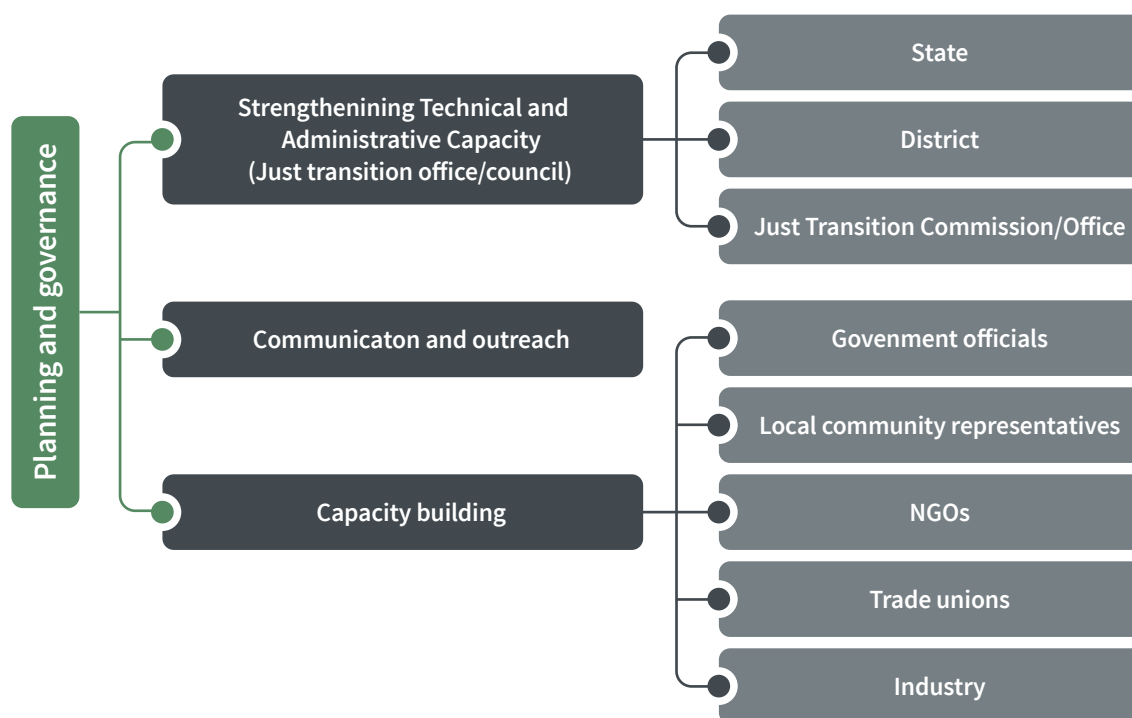 Planning and governance
Strengthenining Technical and
Administrative Capacity
(Just transition office/council)
State
District
Just Transition Commission/Office
Communicaton and outreach
Capacity building
Govenment officials
Local community representatives
NGOs
Trade unions
Industry